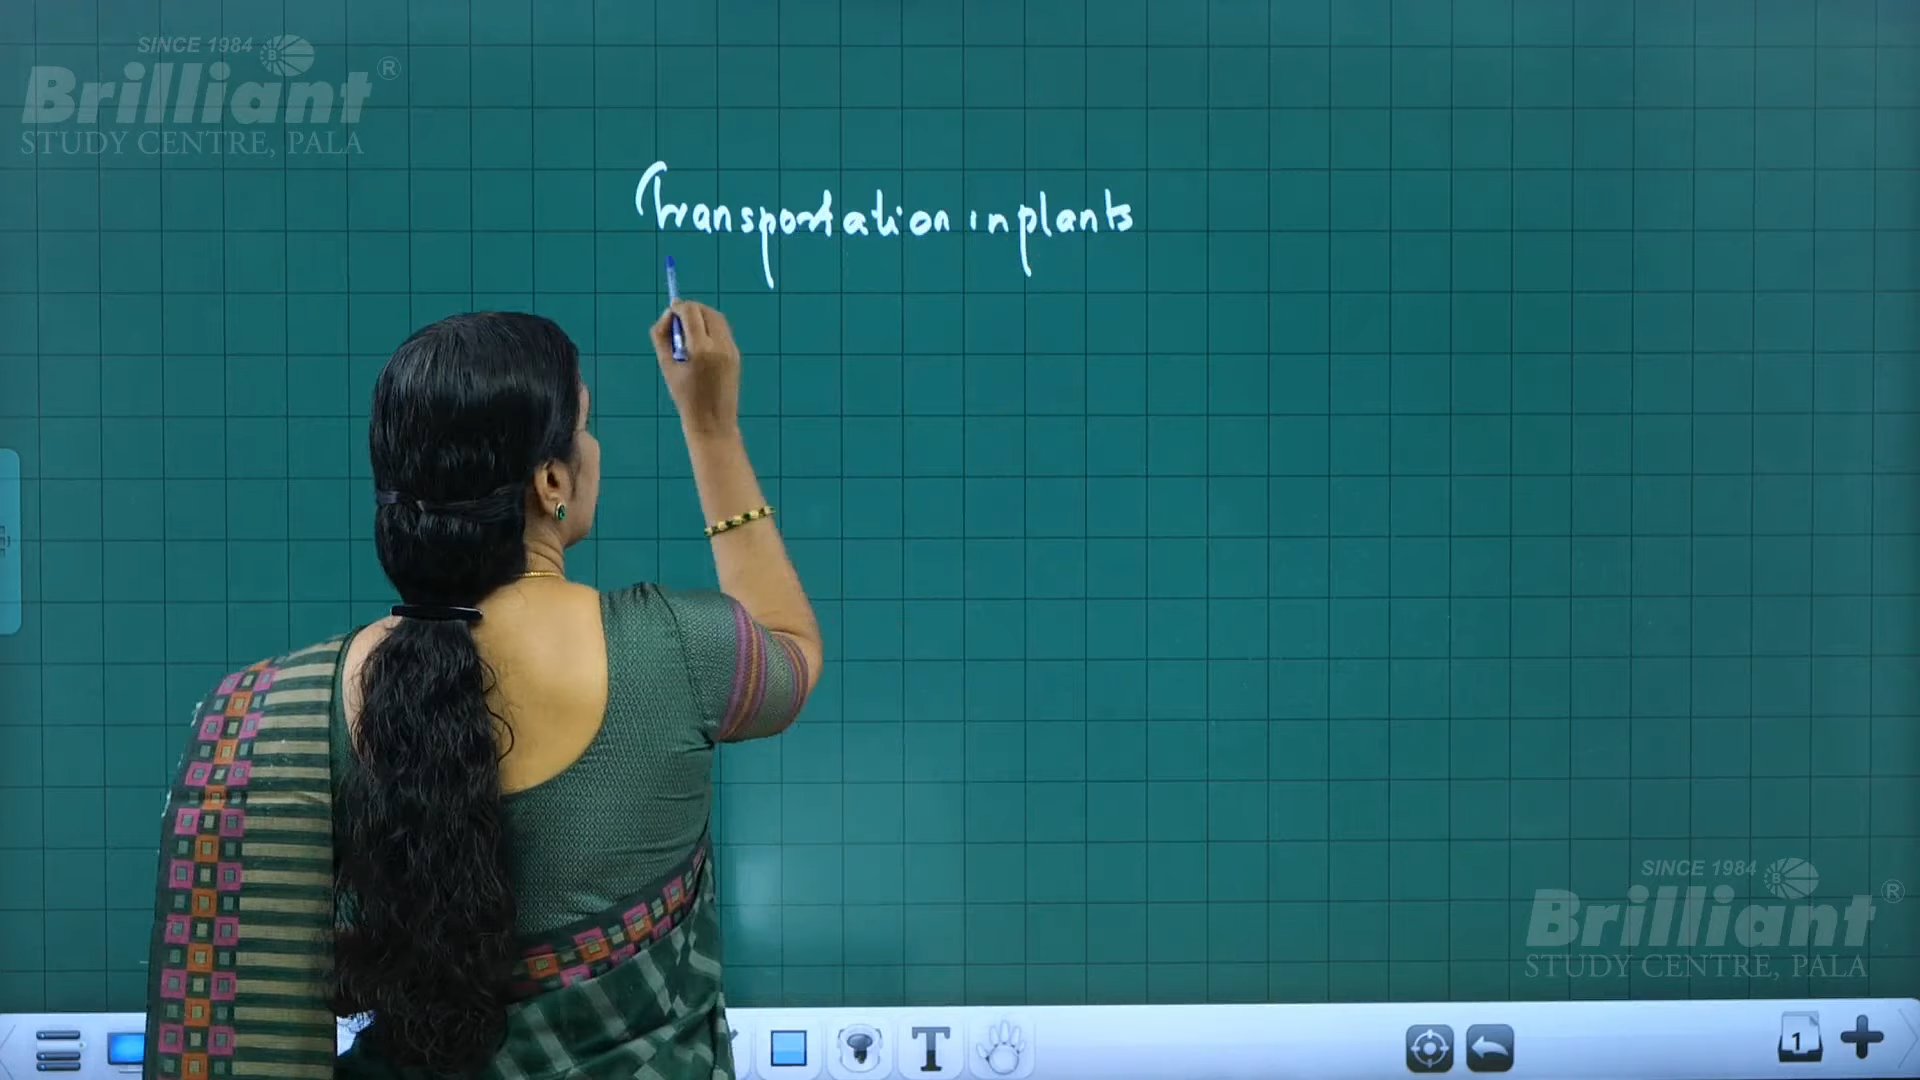 SINCE 1984
Brilliant®
STUDY CENTRE, PALA
Transportation in plants
SINCE 1984
Brilliant®
STUDY CENTRE, PALA
T
1